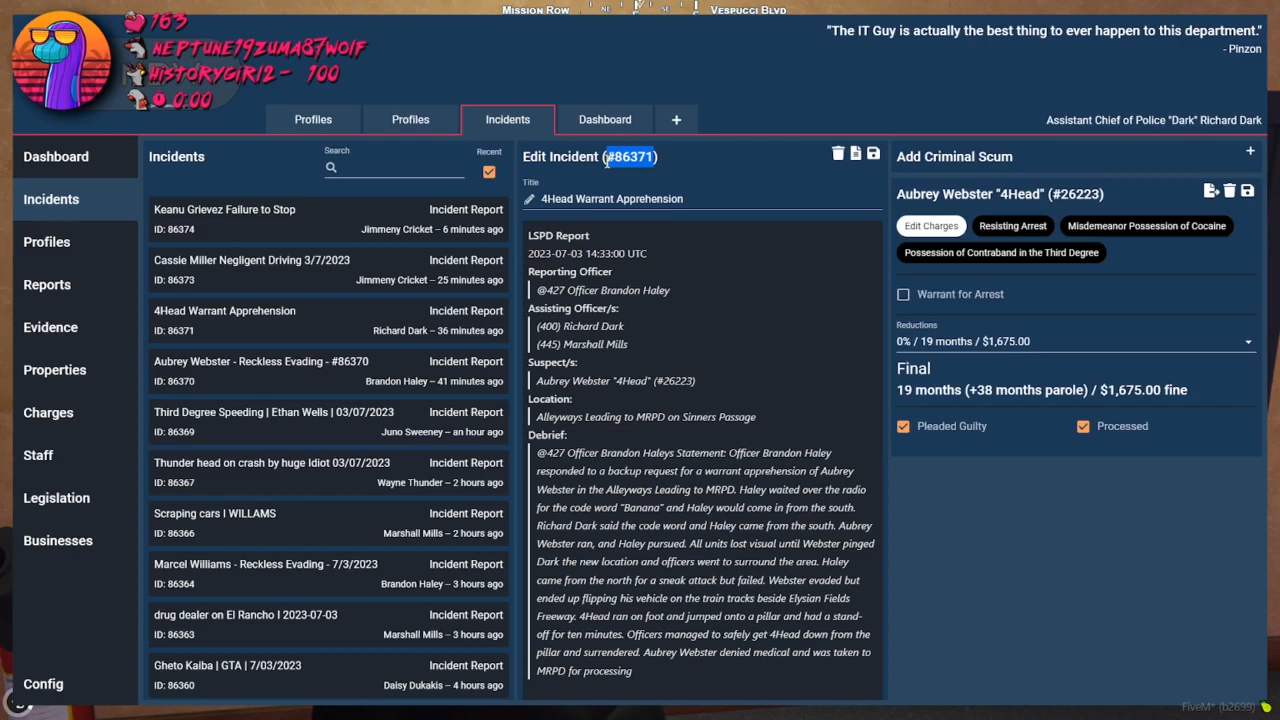 Mission Row
NE
SE
Vespucci Blvd
163
NEPTUNE19ZUMA87WOlF
HiSTORYGiRl2 - 100
0:00
"The IT Guy is actually the best thing to ever happen to this department."
- Pinzon
Profiles
Profiles
Incidents
Dashboard
+
Assistant Chief of Police "Dark" Richard Dark
Dashboard
Incidents
Profiles
Reports
Evidence
Properties
Charges
Staff
Legislation
Businesses
Config
Incidents
Search
Recent
Keanu Grievez Failure to Stop
Incident Report
ID: 86374
Jimmeny Cricket – 6 minutes ago
Cassie Miller Negligent Driving 3/7/2023
Incident Report
ID: 86373
Jimmeny Cricket – 25 minutes ago
4Head Warrant Apprehension
Incident Report
ID: 86371
Richard Dark – 36 minutes ago
Aubrey Webster - Reckless Evading - #86370
Incident Report
ID: 86370
Brandon Haley – 41 minutes ago
Third Degree Speeding | Ethan Wells | 03/07/2023
Incident Report
ID: 86369
Juno Sweeney – an hour ago
Thunder head on crash by huge Idiot 03/07/2023
Incident Report
ID: 86367
Wayne Thunder – 2 hours ago
Scraping cars I WILLAMS
Incident Report
ID: 86366
Marshall Mills – 2 hours ago
Marcel Williams - Reckless Evading - 7/3/2023
Incident Report
ID: 86364
Brandon Haley – 3 hours ago
drug dealer on El Rancho I 2023-07-03
Incident Report
ID: 86363
Marshall Mills – 3 hours ago
Gheto Kaiba | GTA | 7/03/2023
Incident Report
ID: 86360
Daisy Dukakis – 4 hours ago
Edit Incident (#86371)
Title
4Head Warrant Apprehension
LSPD Report
2023-07-03 14:33:00 UTC
Reporting Officer
@427 Officer Brandon Haley
Assisting Officer/s:
(400) Richard Dark
(445) Marshall Mills
Suspect/s:
Aubrey Webster "4Head" (#26223)
Location:
Alleyways Leading to MRPD on Sinners Passage
Debrief:
@427 Officer Brandon Haleys Statement: Officer Brandon Haley
responded to a backup request for a warrant apprehension of Aubrey
Webster in the Alleyways Leading to MRPD. Haley waited over the radio
for the code word "Banana" and Haley would come in from the south.
Richard Dark said the code word and Haley came from the south. Aubrey
Webster ran, and Haley pursued. All units lost visual until Webster pinged
Dark the new location and officers went to surround the area. Haley
came from the north for a sneak attack but failed. Webster evaded but
ended up flipping his vehicle on the train tracks beside Elysian Fields
Freeway. 4Head ran on foot and jumped onto a pillar and had a stand-
off for ten minutes. Officers managed to safely get 4Head down from the
pillar and surrendered. Aubrey Webster denied medical and was taken to
MRPD for processing
Add Criminal Scum
+
Aubrey Webster "4Head" (#26223)
Edit Charges
Resisting Arrest
Misdemeanor Possession of Cocaine
Possession of Contraband in the Third Degree
Warrant for Arrest
Reductions
0% / 19 months / $1,675.00
Final
19 months (+38 months parole) / $1,675.00 fine
Pleaded Guilty
Processed
FiveM* (b2699)